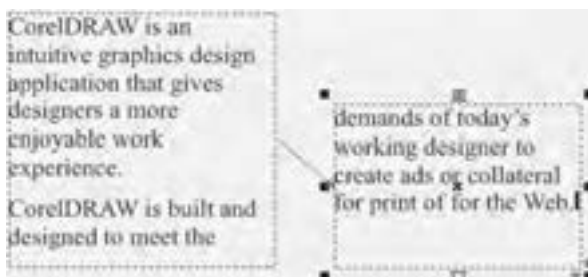 CorelDRAW is an
intuitive graphics design
application that gives
designers a more
enjoyable work
experience.
CorelDRAW is built and
designed to meet the
demands of today's
working designer to
create ads or collateral
for print of for the Web.